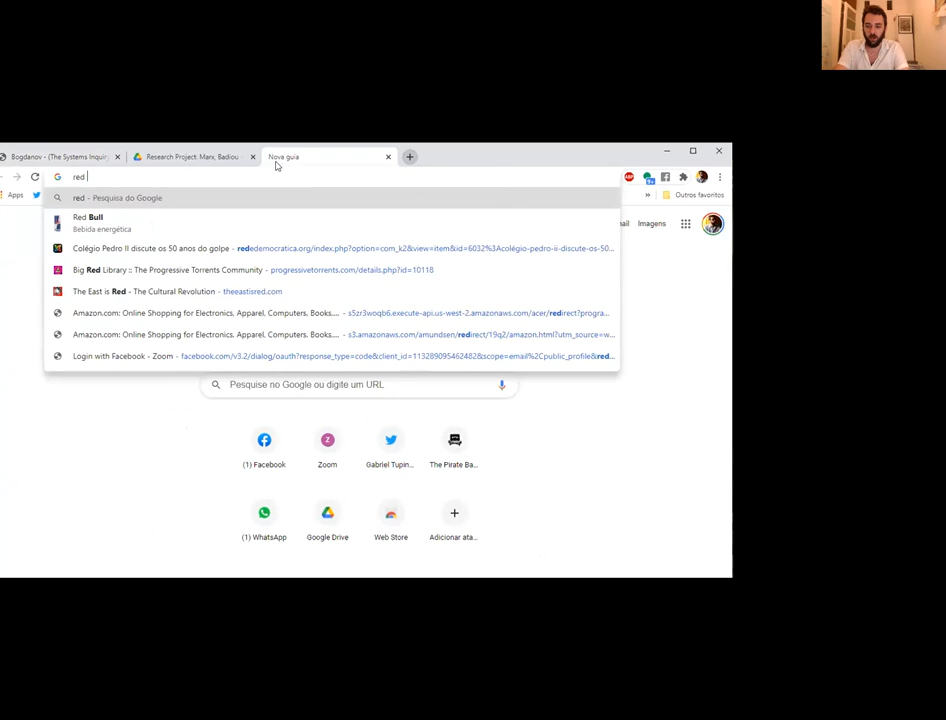 Bogdanov - (The Systems Inquir
Research Project: Marx, Badiou
Nova guia
red
Apps
Outros favoritos
red - Pesquisa do Google
Red Bull
Bebida energética
Colégio Pedro II discute os 50 anos do golpe - rededemocratica.org/index.php?option=com_k2&view=item&id=6032%3Acolégio-pedro-ii-discute-os-50...
Big Red Library :: The Progressive Torrents Community - progressivetorrents.com/details.php?id=10118
The East is Red - The Cultural Revolution - theeastisred.com
Amazon.com: Online Shopping for Electronics, Apparel, Computers, Books.... - s5zr3woqb6.execute-api.us-west-2.amazonaws.com/acer/redirect?progra...
Amazon.com: Online Shopping for Electronics, Apparel, Computers, Books.... - s3.amazonaws.com/amundsen/redirect/19q2/amazon.html?utm_source=w...
Login with Facebook - Zoom - facebook.com/v3.2/dialog/oauth?response_type=code&client_id=113289095462482&scope=email%2Cpublic_profile&red...
Imagens
Pesquise no Google ou digite um URL
(1) Facebook
Zoom
Gabriel Tupin...
The Pirate Ba...
(1) WhatsApp
Google Drive
Web Store
Adicionar ata...